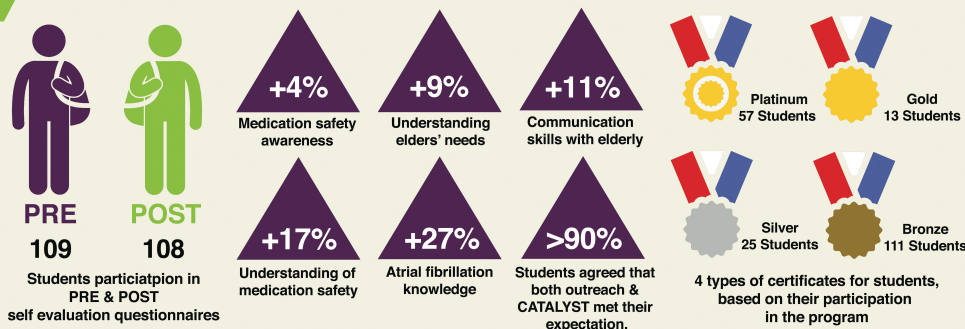 PRE
109
POST
108
Students particiatpion in
PRE & POST
self evaluation questionnaires
+4%
Medication safety
awareness
+9%
Understanding
elders' needs
+11%
Communication
skills with elderly
+17%
Understanding of
medication safety
+27%
Atrial fibrillation
knowledge
>90%
Students agreed that
both outreach &
CATALYST met their
expectation.
Platinum
57 Students
Gold
13 Students
Silver
25 Students
Bronze
111 Students
4 types of certificates for students,
based on their participation
in the program